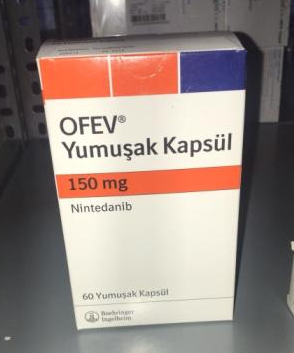 OFEV®
Yumuşak Kapsül
150 mg
Nintedanib
60 Yumuşak Kapsül
Boehringer
Ingelheim